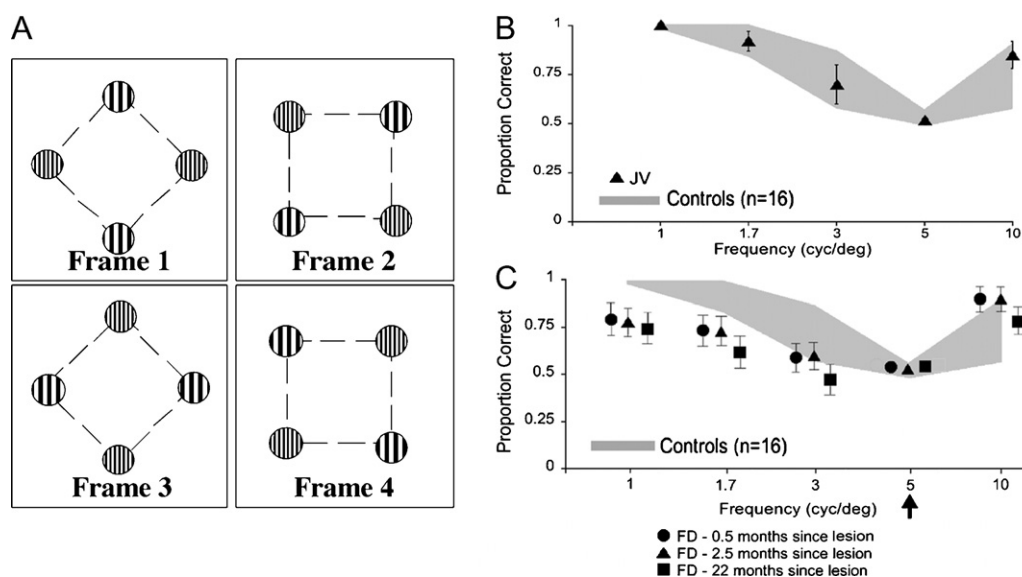 A
Frame 1
Frame 2
Frame 3
Frame 4
B
Proportion Correct
1
0.75
0.5
0.25
0
JV
Controls (n=16)
1 1.7 3 5 10
Frequency (cyc/deg)
C
Proportion Correct
1
0.75
0.5
0.25
0
Controls (n=16)
1 1.7 3 5 10
Frequency (cyc/deg)
FD - 0.5 months since lesion
FD - 2.5 months since lesion
FD - 22 months since lesion